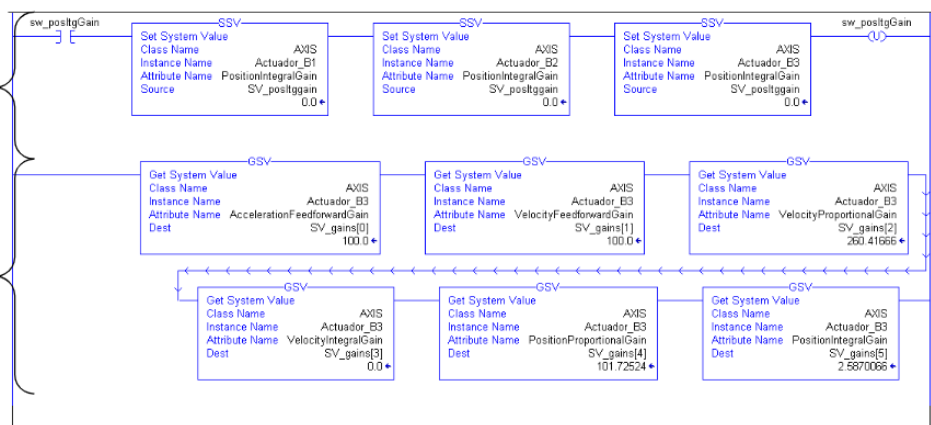 sw_posItgGain
SSV
Set System Value
Class Name AXIS
Instance Name Actuador_B1
Attribute Name PositionIntegralGain
Source SV_positggain
0.0
SSV
Set System Value
Class Name AXIS
Instance Name Actuador_B2
Attribute Name PositionIntegralGain
Source SV_positggain
0.0
SSV
Set System Value
Class Name AXIS
Instance Name Actuador_B3
Attribute Name PositionIntegralGain
Source SV_positggain
0.0
sw_posItgGain
U
GSV
Get System Value
Class Name AXIS
Instance Name Actuador_B3
Attribute Name AccelerationFeedforwardGain
Dest SV_gains[0]
100.0
GSV
Get System Value
Class Name AXIS
Instance Name Actuador_B3
Attribute Name VelocityFeedforwardGain
Dest SV_gains[1]
100.0
GSV
Get System Value
Class Name AXIS
Instance Name Actuador_B3
Attribute Name VelocityProportionalGain
Dest SV_gains[2]
260.41666
GSV
Get System Value
Class Name AXIS
Instance Name Actuador_B3
Attribute Name VelocityIntegralGain
Dest SV_gains[3]
0.0
GSV
Get System Value
Class Name AXIS
Instance Name Actuador_B3
Attribute Name PositionProportionalGain
Dest SV_gains[4]
101.72524
GSV
Get System Value
Class Name AXIS
Instance Name Actuador_B3
Attribute Name PositionIntegralGain
Dest SV_gains[5]
2.5870066